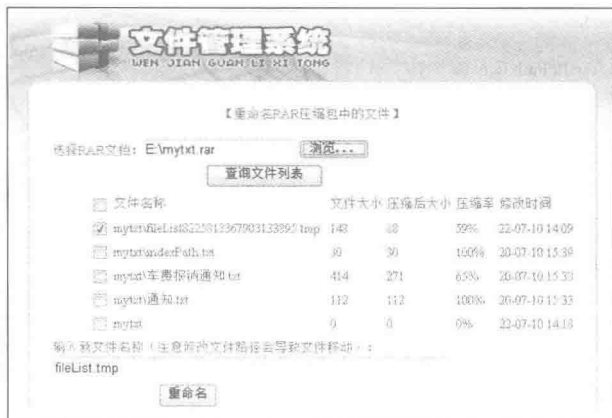 文件管理系统
WEN JIAN GUAN LI XI TONG
【重命名RAR压缩包中的文件】
选择RAR文档： E:\mytxt.rar 浏览...
查询文件列表
文件名称 文件大小 压缩后大小 压缩率 修改时间
148 59% 22-07-10 14:09
mytxt\underPath.txt 30 30 100% 20-07-10 15:39
mytxt\车费报销通知.txt 414 271 65% 20-07-10 15:33
mytxt\通知.txt 112 112 100% 20-07-10 15:33
mytxt 0 0 0% 22-07-10 14:18
输入新文件名称（注意修改文件路径会导致文件移动）：
fileList.tmp
重命名